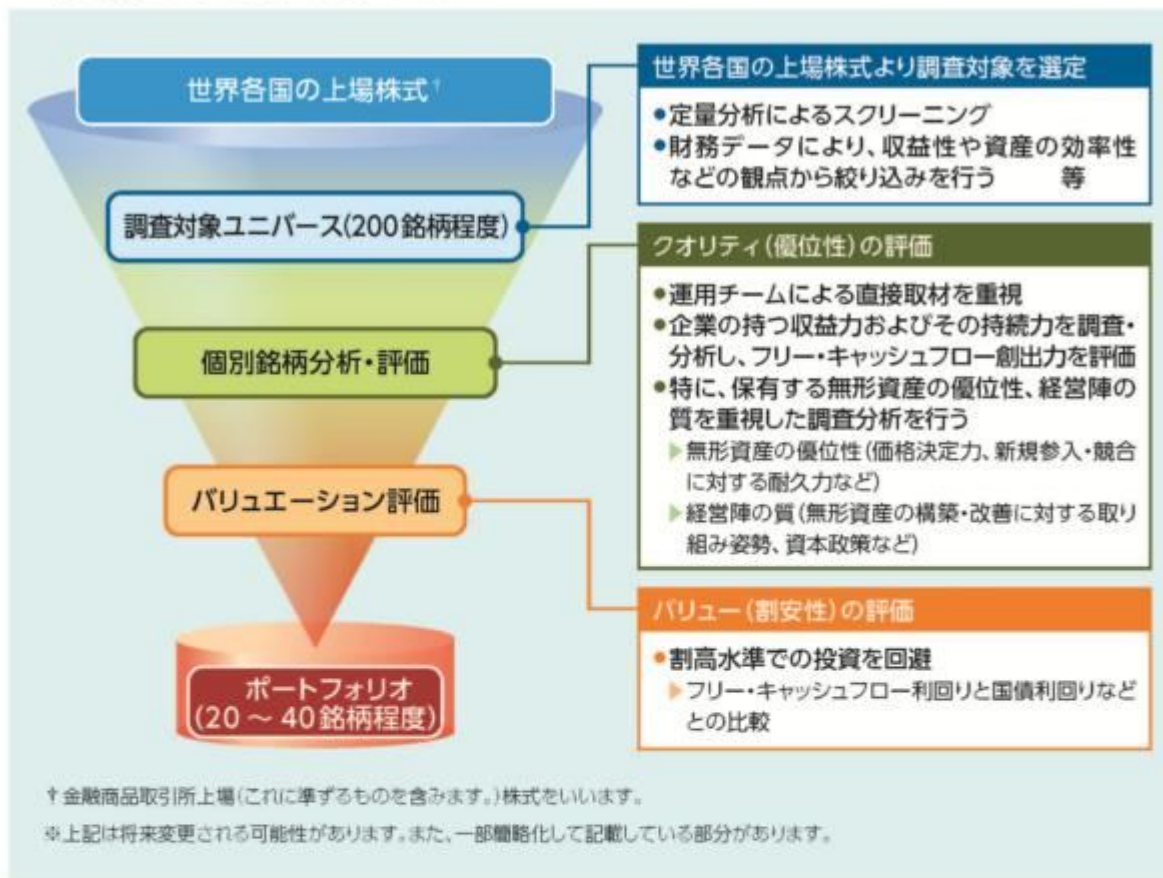 世界各国の上場株式†
調査対象ユニバース(200銘柄程度)
個別銘柄分析・評価
バリュエーション評価
ポートフォリオ
(20～40銘柄程度)
世界各国の上場株式より調査対象を選定
●定量分析によるスクリーニング
●財務データにより、収益性や資産の効率性
などの観点から絞り込みを行う 等
クオリティ(優位性)の評価
●運用チームによる直接取材を重視
●企業の持つ収益力およびその持続力を調査・
分析し、フリー・キャッシュフロー創出力を評価
●特に、保有する無形資産の優位性、経営陣の
質を重視した調査分析を行う
▶無形資産の優位性(価格決定力、新規参入・競合
に対する耐久力など)
▶経営陣の質(無形資産の構築・改善に対する取り
組み姿勢、資本政策など)
バリュー(割安性)の評価
●割高水準での投資を回避
▶フリー・キャッシュフロー利回りと国債利回りなど
との比較
†金融商品取引所上場(これに準ずるものを含みます。)株式をいいます。
※上記は将来変更される可能性があります。また、一部簡略化して記載している部分があります。